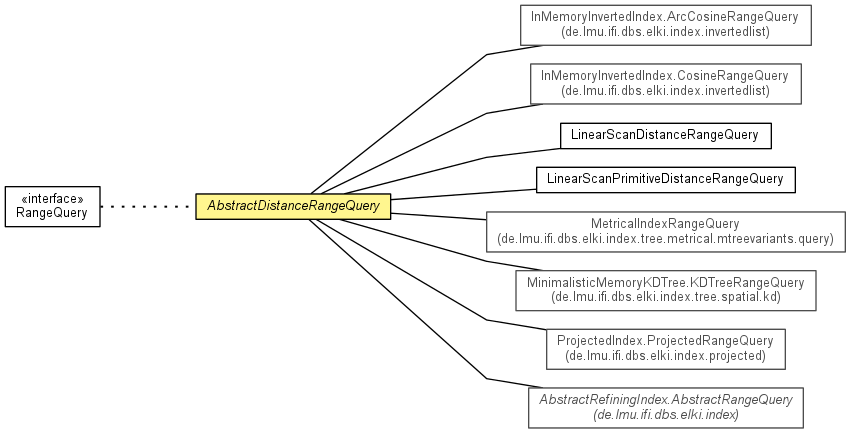 «interface»
RangeQuery
AbstractDistanceRangeQuery
InMemoryInvertedIndex.ArcCosineRangeQuery
(de.lmu.ifi.dbs.elki.index.invertedlist)
InMemoryInvertedIndex.CosineRangeQuery
(de.lmu.ifi.dbs.elki.index.invertedlist)
LinearScanDistanceRangeQuery
LinearScanPrimitiveDistanceRangeQuery
MetricalIndexRangeQuery
(de.lmu.ifi.dbs.elki.index.tree.metrical.mtreevariants.query)
MinimalisticMemoryKDTree.KDTreeRangeQuery
(de.lmu.ifi.dbs.elki.index.tree.spatial.kd)
ProjectedIndex.ProjectedRangeQuery
(de.lmu.ifi.dbs.elki.index.projected)
AbstractRefiningIndex.AbstractRangeQuery
(de.lmu.ifi.dbs.elki.index)